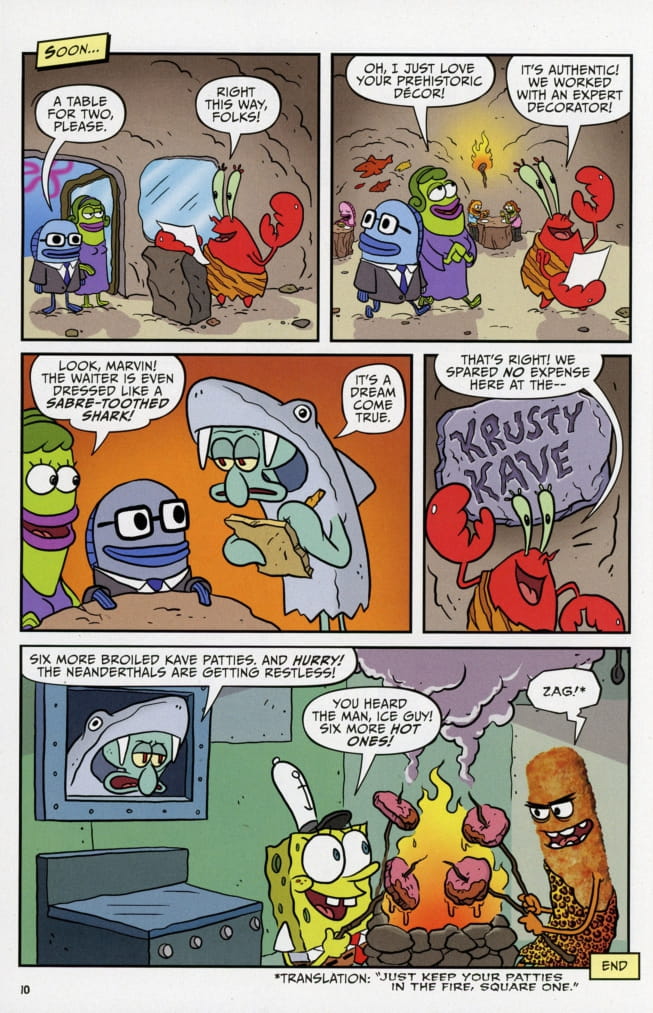 SOON...
A TABLE
FOR TWO,
PLEASE.
RIGHT
THIS WAY,
FOLKS!
OH, I JUST LOVE
YOUR PREHISTORIC
DÉCOR!
IT'S AUTHENTIC!
WE WORKED
WITH AN EXPERT
DECORATOR!
LOOK, MARVIN!
THE WAITER IS EVEN
DRESSED LIKE A
SABRE-TOOTHED
SHARK!
IT'S A
DREAM
COME
TRUE.
THAT'S RIGHT! WE
SPARED NO EXPENSE
HERE AT THE--
KRUSTY
KAVE
SIX MORE BROILED KAVE PATTIES. AND HURRY!
THE NEANDERTHALS ARE GETTING RESTLESS!
YOU HEARD
THE MAN, ICE GUY!
SIX MORE HOT
ONES!
ZAG!*
END
*TRANSLATION: "JUST KEEP YOUR PATTIES
IN THE FIRE, SQUARE ONE."
10